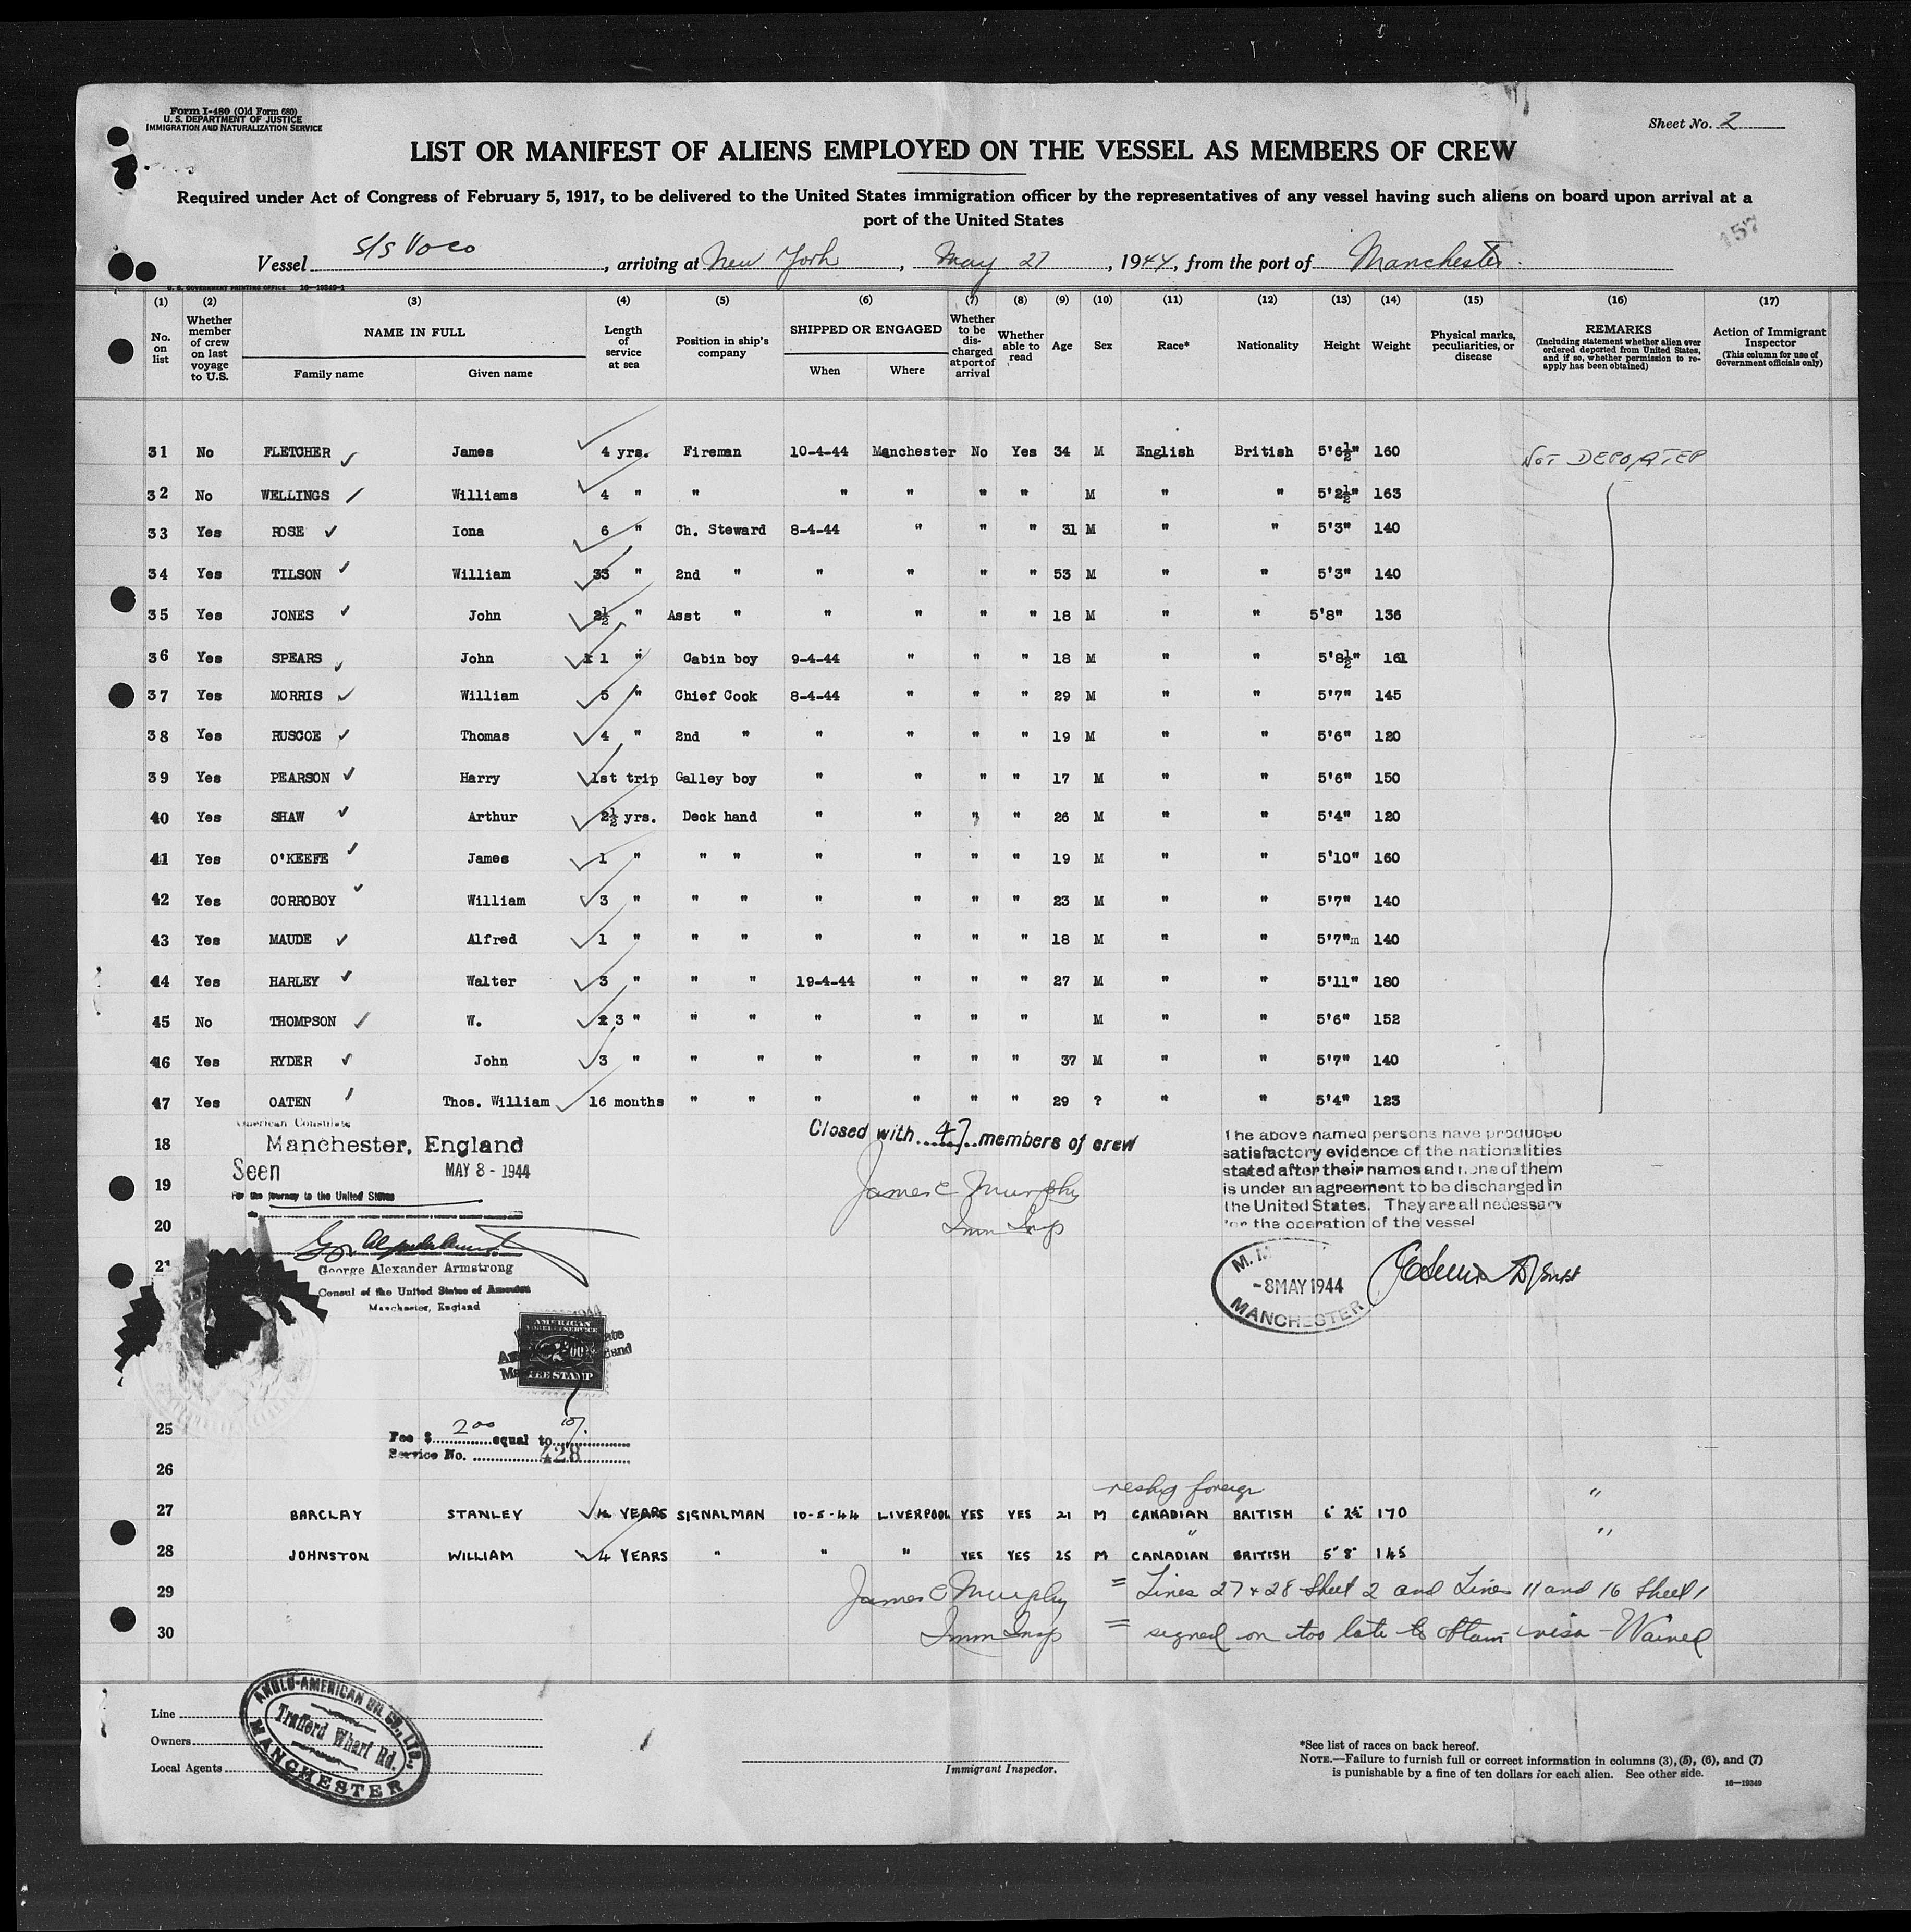 Form I-480 (Old Form 680)
U. S. DEPARTMENT OF JUSTICE
IMMIGRATION AND NATURALIZATION SERVICE
Sheet No. 2
LIST OR MANIFEST OF ALIENS EMPLOYED ON THE VESSEL AS MEMBERS OF CREW
Required under Act of Congress of February 5, 1917, to be delivered to the United States immigration officer by the representatives of any vessel having such aliens on board upon arrival at a
port of the United States
157
Vessel S/S Voco, arriving at New York, May 27, 1944, from the port of Manchester.
U. S. GOVERNMENT PRINTING OFFICE 16-19349-1
(1) (2) (3) (4) (5) (6) (7) (8) (9) (10) (11) (12) (13) (14) (15) (16) (17)
No. on list
Whether member of crew on last voyage to U.S.
NAME IN FULL
Family name Given name
Length of service at sea
Position in ship's company
SHIPPED OR ENGAGED
When Where
Whether to be discharged at port of arrival
Whether able to read
Age
Sex
Race*
Nationality
Height
Weight
Physical marks, peculiarities, or disease
REMARKS
(Including statement whether alien ever ordered deported from United States, and if so, whether permission to reapply has been obtained)
Action of Immigrant Inspector
(This column for use of Government officials only)
31 No FLETCHER James 4 yrs. Fireman 10-4-44 Manchester No Yes 34 M English British 5'6½" 160 NOT DEPORTED
32 No WELLINGS Williams 4 " " " " " " M " " 5'2½" 163
33 Yes ROSE Iona 6 " Ch. Steward 8-4-44 " " " 31 M " " 5'3" 140
34 Yes TILSON William 33 " 2nd " " " " " 53 M " " 5'3" 140
35 Yes JONES John 2½ " Asst " " " " " 18 M " " 5'8" 136
36 Yes SPEARS John 1 " Cabin boy 9-4-44 " " " 18 M " " 5'8½" 161
37 Yes MORRIS William 5 " Chief Cook 8-4-44 " " " 29 M " " 5'7" 145
38 Yes RUSCOE Thomas 4 " 2nd " " " " " 19 M " " 5'6" 120
39 Yes PEARSON Harry 1st trip Galley boy " " " " 17 M " " 5'6" 150
40 Yes SHAW Arthur 2½ yrs. Deck hand " " " " 26 M " " 5'4" 120
41 Yes O'KEEFE James 1 " " " " " " " 19 M " " 5'10" 160
42 Yes CORROBOY William 3 " " " " " " " 23 M " " 5'7" 140
43 Yes MAUDE Alfred 1 " " " " " " " 18 M " " 5'7"m 140
44 Yes HARLEY Walter 3 " " " 19-4-44 " " " 27 M " " 5'11" 180
45 No THOMPSON W. 3 " " " " " " " M " " 5'6" 152
46 Yes RYDER John 3 " " " " " " " 37 M " " 5'7" 140
47 Yes OATEN Thos. William 16 months " " " " " " 29 ? " " 5'4" 123
American Consulate
18
Manchester, England
Seen MAY 8 - 1944
19
For the journey to the United States
20
21
George Alexander Armstrong
Consul of the United States of America
Manchester, England
Closed with 47 members of crew
James C Murphy
Imm Insp
The above named persons have produced
satisfactory evidence of the nationalities
stated after their names and none of them
is under an agreement to be discharged in
the United States. They are all necessary
for the operation of the vessel
-8 MAY 1944
MANCHESTER
AMERICAN
FEE STAMP
25
Fee $ 2.00 equal to 10/.
Service No. 428
26
reship foreign "
27 BARCLAY STANLEY YEARS SIGNALMAN 10-5-44 LIVERPOOL YES YES 21 M CANADIAN BRITISH 6' 2½" 170
" "
28 JOHNSTON WILLIAM 4 YEARS " " " YES YES 25 M CANADIAN BRITISH 5' 8" 145
29 James C Murphy = Lines 27 & 28 Sheet 2 and Lines 11 and 16 Sheet 1
30 Imm Insp = signed on too late to obtain visa - Waived
Line
Owners
Local Agents
ANGLO-AMERICAN OIL CO., LTD.
Trafford Wharf Rd.
MANCHESTER
Immigrant Inspector.
*See list of races on back hereof.
NOTE.—Failure to furnish full or correct information in columns (3), (5), (6), and (7)
is punishable by a fine of ten dollars for each alien. See other side.
16—19349